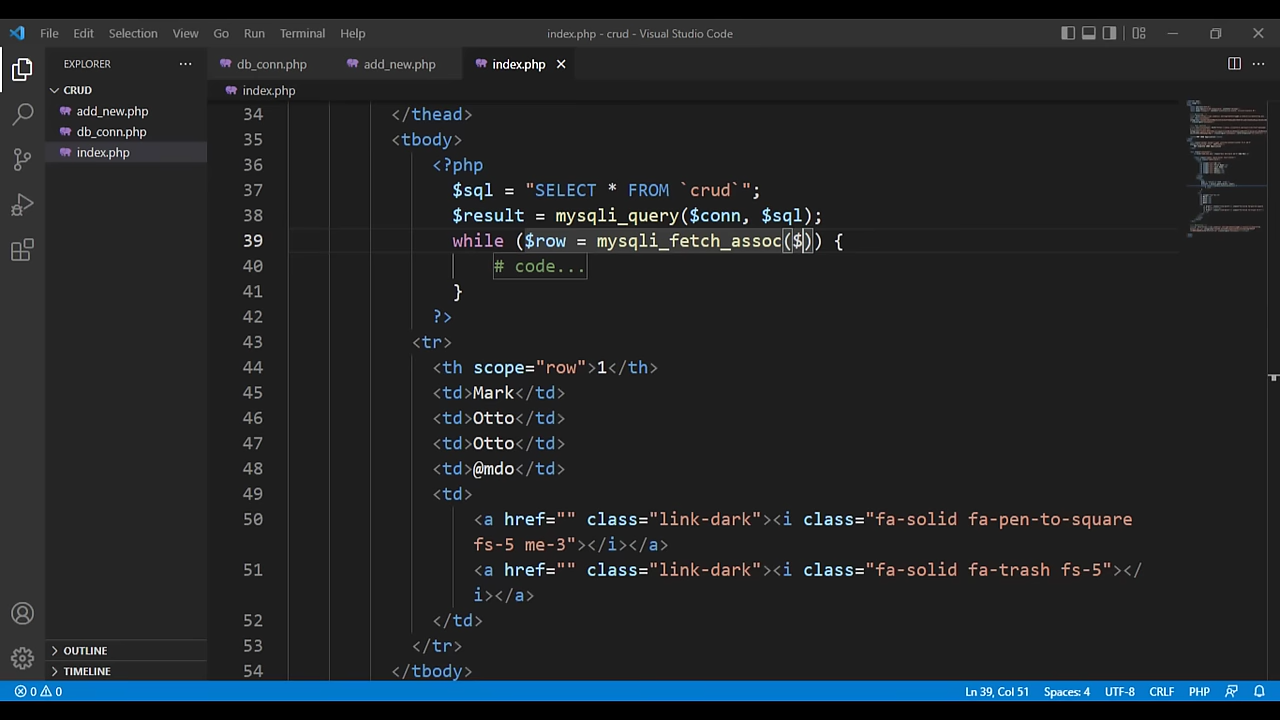 File Edit Selection View Go Run Terminal Help index.php - crud - Visual Studio Code
EXPLORER ... db_conn.php add_new.php index.php
CRUD
add_new.php
db_conn.php
index.php
index.php
34 </thead>
35 <tbody>
36 <?php
37 $sql = "SELECT * FROM `crud`";
38 $result = mysqli_query($conn, $sql);
39 while ($row = mysqli_fetch_assoc($)) {
40 # code...
41 }
42 ?>
43 <tr>
44 <th scope="row">1</th>
45 <td>Mark</td>
46 <td>Otto</td>
47 <td>Otto</td>
48 <td>@mdo</td>
49 <td>
50 <a href="" class="link-dark"><i class="fa-solid fa-pen-to-square
fs-5 me-3"></i></a>
51 <a href="" class="link-dark"><i class="fa-solid fa-trash fs-5"></
i></a>
52 </td>
53 </tr>
54 </tbody>
OUTLINE
TIMELINE
0 0 Ln 39, Col 51 Spaces: 4 UTF-8 CRLF PHP